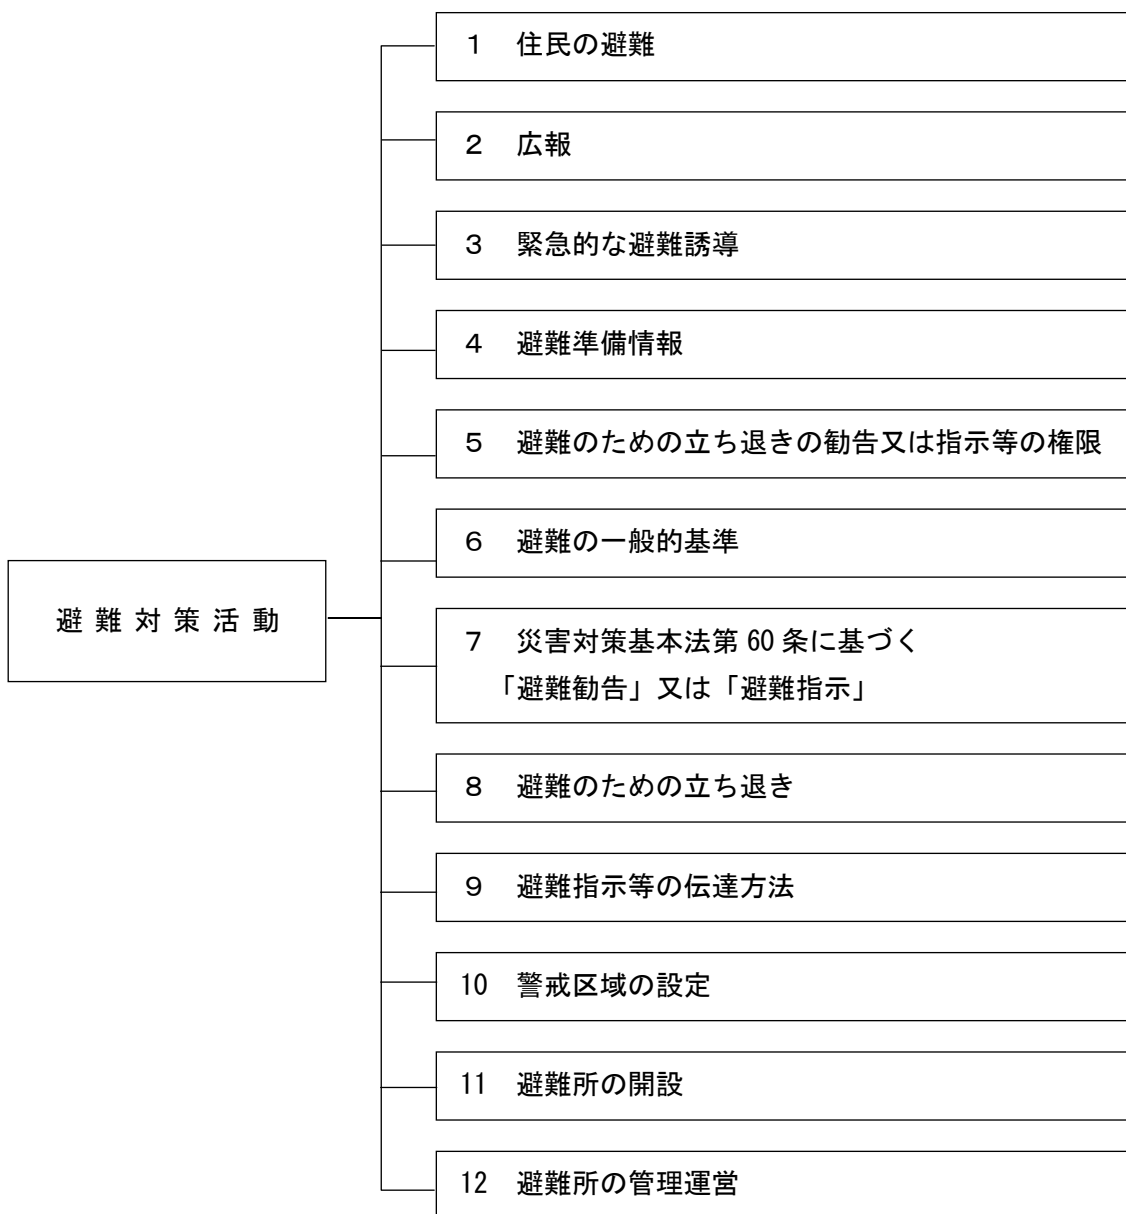 1 住民の避難
2 広報
3 緊急的な避難誘導
4 避難準備情報
5 避難のための立ち退きの勧告又は指示等の権限
6 避難の一般的基準
避難対策活動
7 災害対策基本法第 60 条に基づく
「避難勧告」又は「避難指示」
8 避難のための立ち退き
9 避難指示等の伝達方法
10 警戒区域の設定
11 避難所の開設
12 避難所の管理運営